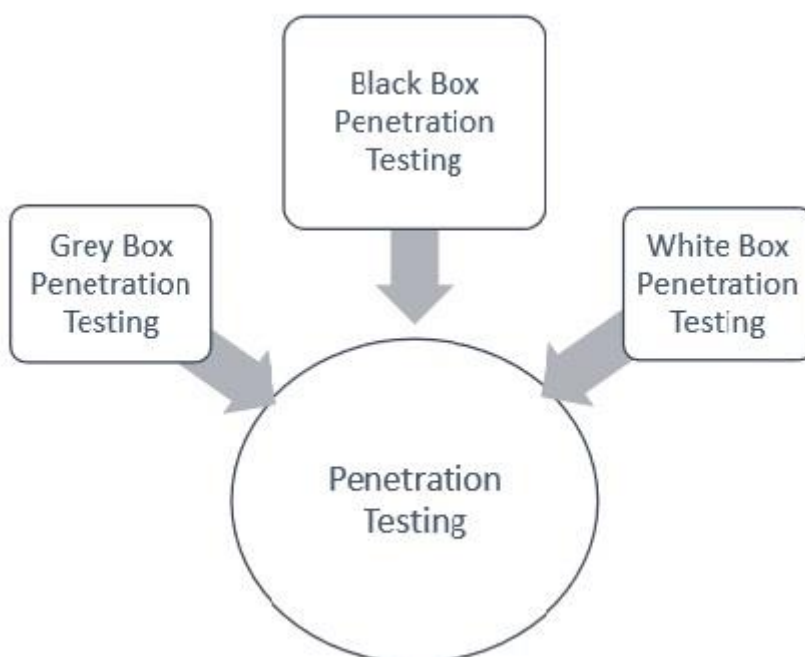 Black Box
Penetration
Testing
Grey Box
Penetration
Testing
White Box
Penetration
Testing
Penetration
Testing